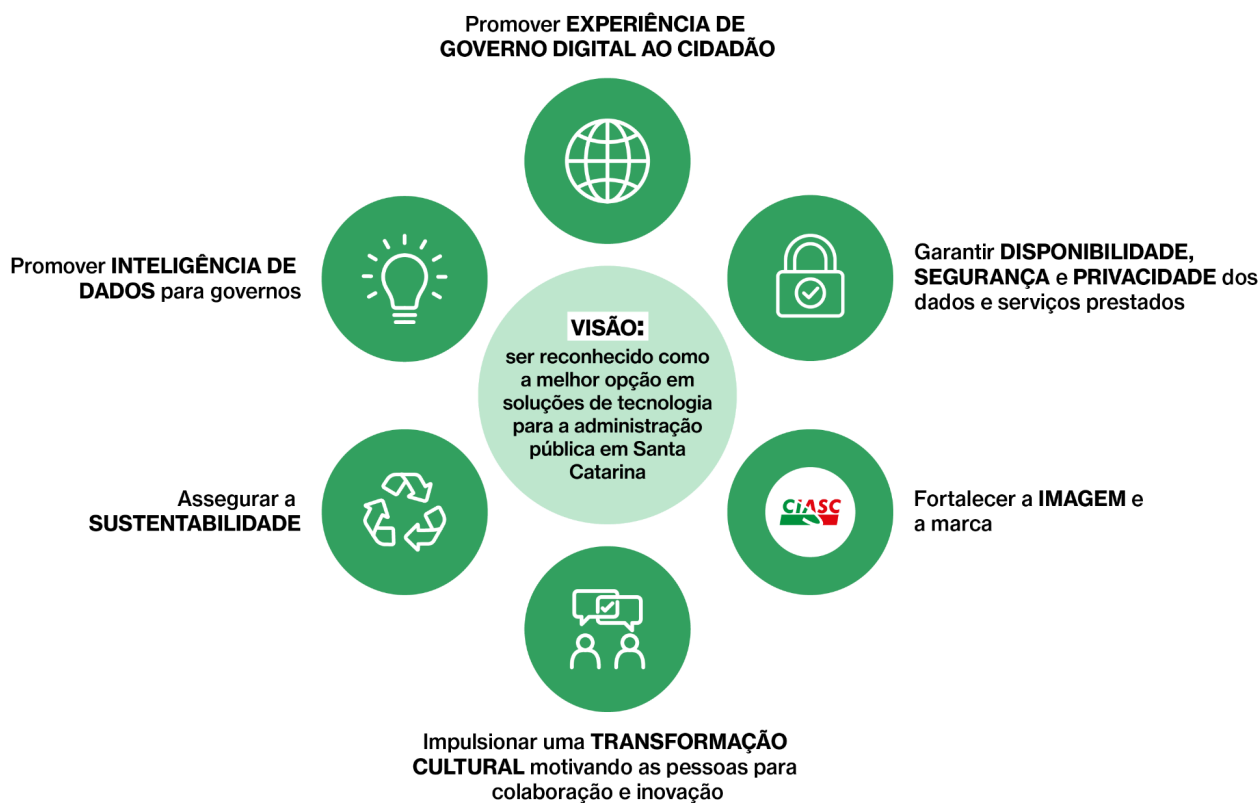 Promover EXPERIÊNCIA DE
GOVERNO DIGITAL AO CIDADÃO
Promover INTELIGÊNCIA DE
DADOS para governos
Garantir DISPONIBILIDADE,
SEGURANÇA e PRIVACIDADE dos
dados e serviços prestados
VISÃO:
ser reconhecido como
a melhor opção em
soluções de tecnologia
para a administração
pública em Santa
Catarina
Assegurar a
SUSTENTABILIDADE
CiASC
Fortalecer a IMAGEM e
a marca
Impulsionar uma TRANSFORMAÇÃO
CULTURAL motivando as pessoas para
colaboração e inovação